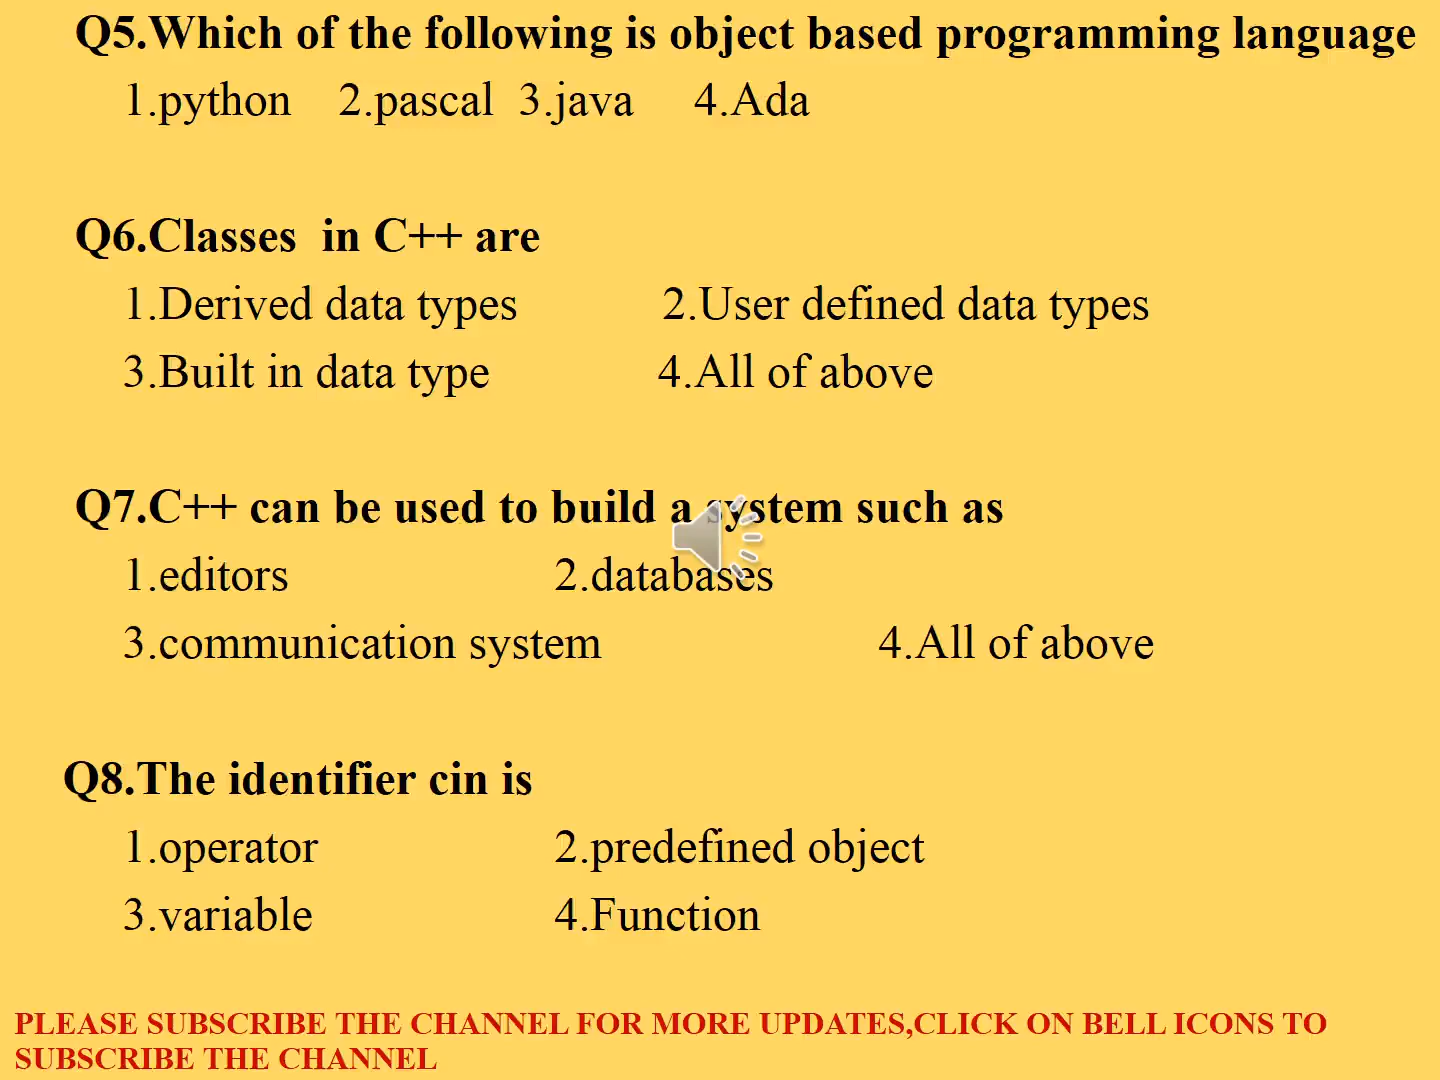 Q5.Which of the following is object based programming language
1.python 2.pascal 3.java 4.Ada
Q6.Classes in C++ are
1.Derived data types 2.User defined data types
3.Built in data type 4.All of above
Q7.C++ can be used to build a system such as
1.editors 2.databases
3.communication system 4.All of above
Q8.The identifier cin is
1.operator 2.predefined object
3.variable 4.Function
PLEASE SUBSCRIBE THE CHANNEL FOR MORE UPDATES,CLICK ON BELL ICONS TO
SUBSCRIBE THE CHANNEL